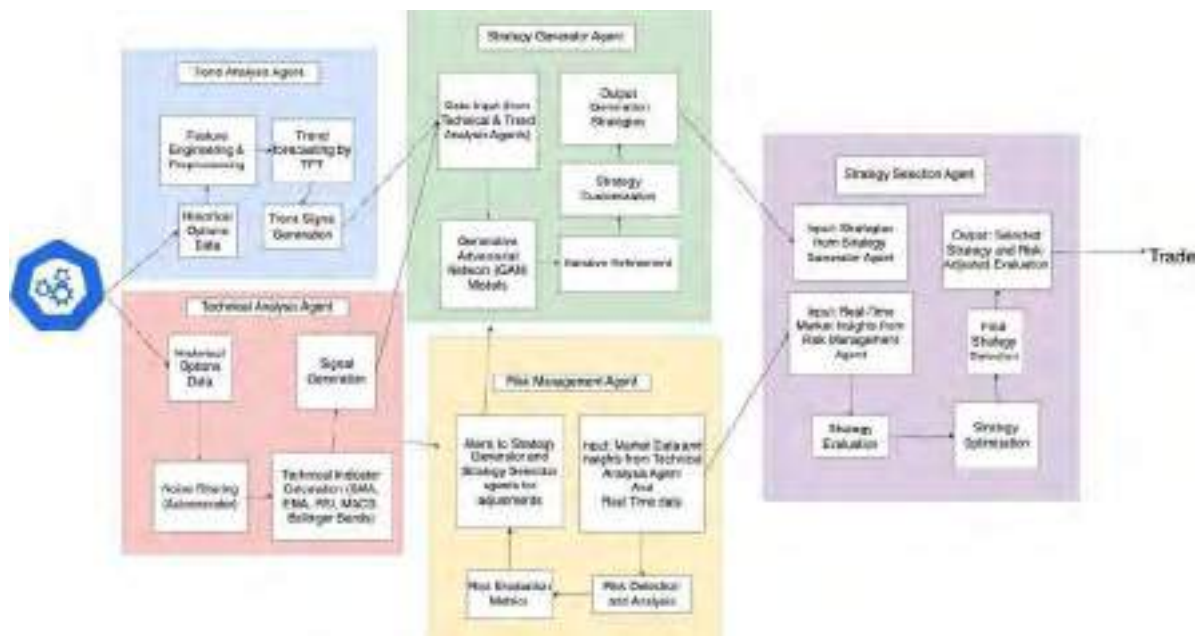 Trend Analysis Agent
Feature
Engineering &
Preprocessing
Trend
forecasting by
TFT
Historical
Options
Data
Generation
Technical Analysis Agent
Historical
Options
Data
Signal
Generation
Noise Filtering
(Autoencoder)
Technical Indicator
Calculation (SMA,
EMA, RSI, MACD,
Bollinger Bands)
Strategy Generator Agent
Data Input (from
Technical & Trend
Analysis Agents)
Output
Generation
Strategies
Strategy
Customization
Generative
Adversarial
Network (GAN)
Models
Iterative Refinement
Risk Management Agent
Alerts to Strategy
Generator and
Strategy Selector
agents for
adjustments
Input: Market Data and
Insights from Technical
Analysis Agent
And
Real Time data
Risk Evaluation
Metrics
Risk Detection
and Analysis
Strategy Selection Agent
Input: Strategies
from Strategy
Generator Agent
Output: Selected
Strategy and Risk-
Adjusted Evaluation
Input: Real-Time
Market Insights from
Risk Management
Agent
Final
Strategy
Selection
Strategy
Evaluation
Strategy
Optimisation
Trade